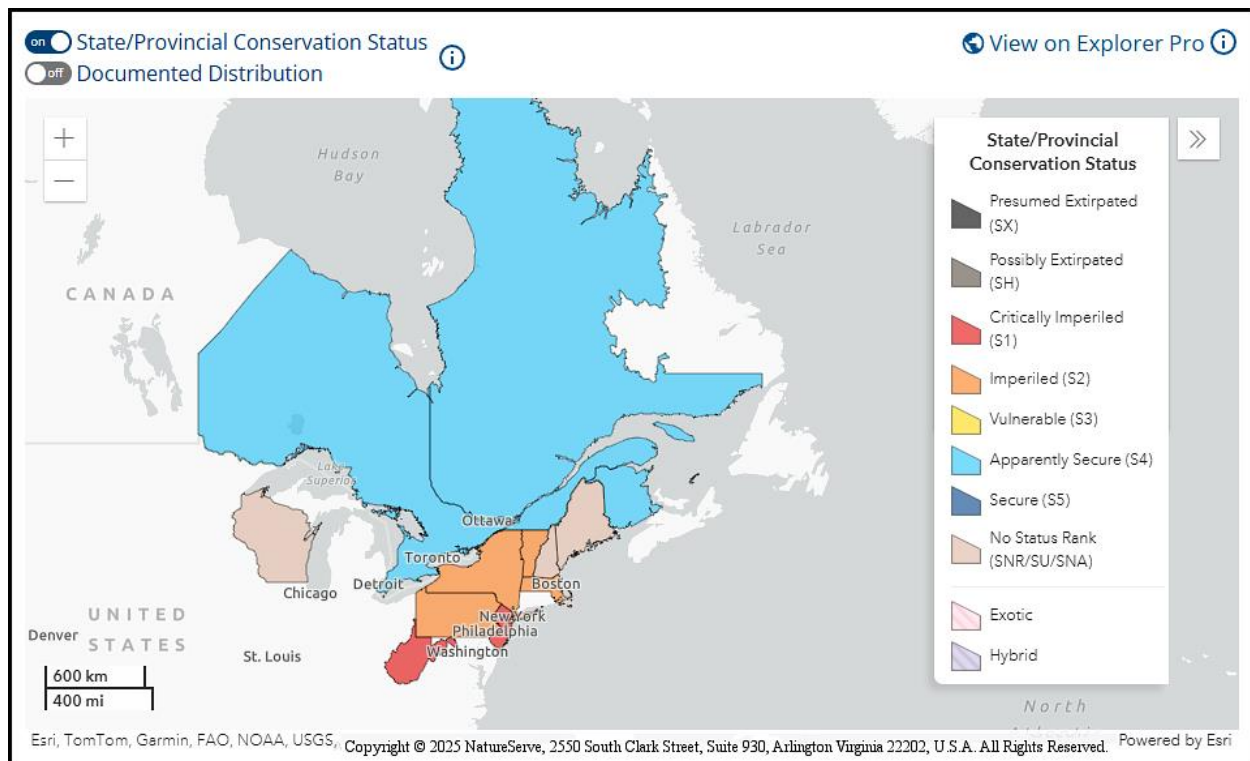 on State/Provincial Conservation Status
off Documented Distribution
View on Explorer Pro
Hudson
Bay
Labrador
Sea
CANADA
Lake
Superior
Ottawa
Toronto
Detroit
Boston
Chicago
New York
Philadelphia
Washington
UNITED
STATES
Denver
St. Louis
600 km
400 mi
State/Provincial
Conservation Status
Presumed Extirpated
(SX)
Possibly Extirpated
(SH)
Critically Imperiled
(S1)
Imperiled (S2)
Vulnerable (S3)
Apparently Secure (S4)
Secure (S5)
No Status Rank
(SNR/SU/SNA)
Exotic
Hybrid
North
Esri, TomTom, Garmin, FAO, NOAA, USGS,
Copyright © 2025 NatureServe, 2550 South Clark Street, Suite 930, Arlington Virginia 22202, U.S.A. All Rights Reserved.
Powered by Esri